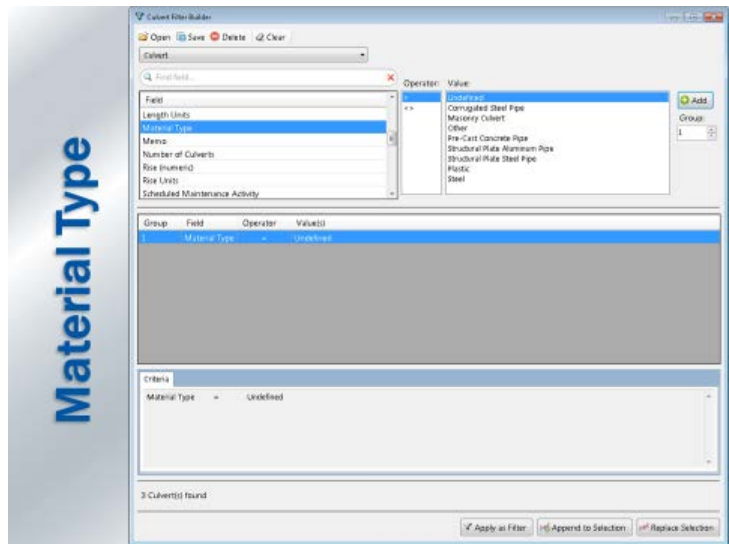 Material Type
Culvert Filter Builder
Open Save Delete Clear
Culvert
Find field...
Operator: Value:
Field
Length Units
Material Type
Memo
Number of Culverts
Rise (numeric)
Rise Units
Scheduled Maintenance Activity
=
<>
Undefined
Corrugated Steel Pipe
Masonry Culvert
Other
Pre-Cast Concrete Pipe
Structural Plate Aluminum Pipe
Structural Plate Steel Pipe
Plastic
Steel
Add
Group:
1
Group Field Operator Value(s)
1 Material Type = Undefined
Criteria
Material Type = Undefined
3 Culvert(s) found
Apply as Filter Append to Selection Replace Selection